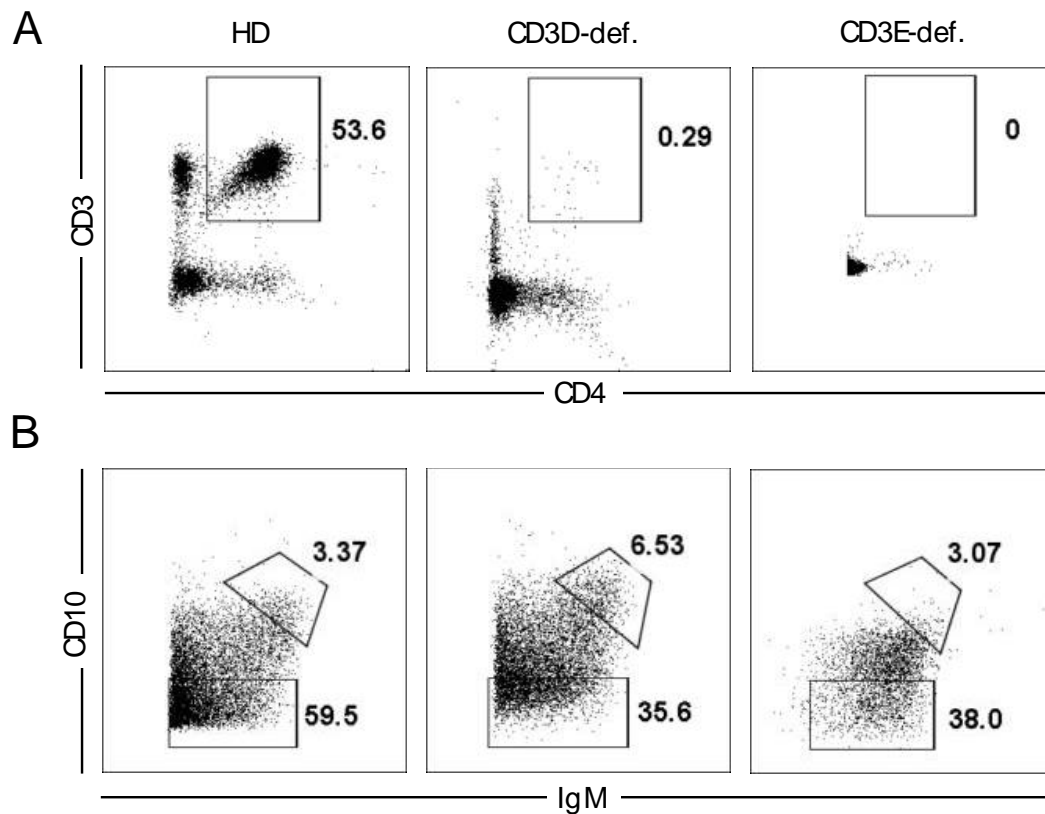 A
HD
CD3D-def.
CD3E-def.
CD3
53.6
0.29
0
CD4
B
CD10
3.37
59.5
6.53
35.6
3.07
38.0
IgM